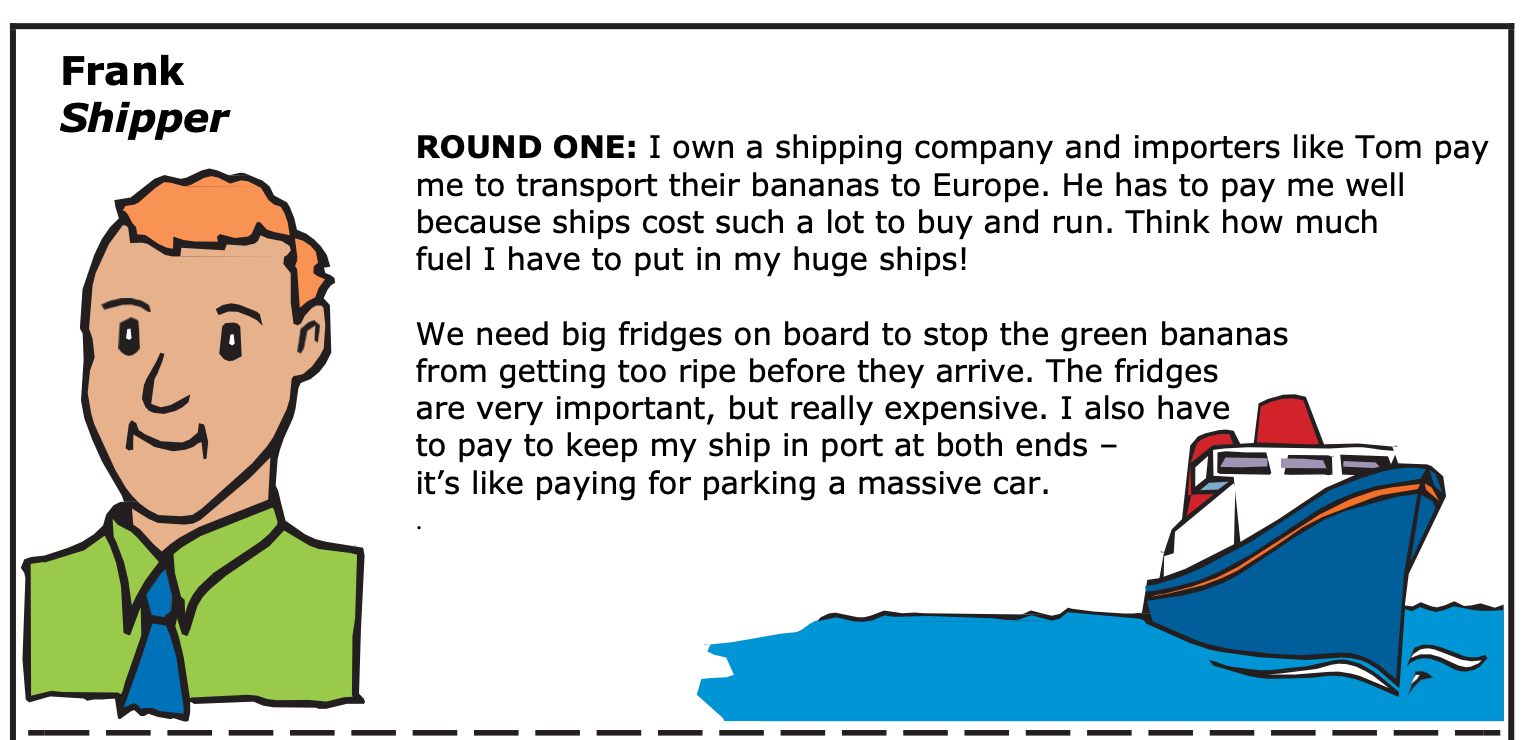 Frank
Shipper
ROUND ONE: I own a shipping company and importers like Tom pay
me to transport their bananas to Europe. He has to pay me well
because ships cost such a lot to buy and run. Think how much
fuel I have to put in my huge ships!
We need big fridges on board to stop the green bananas
from getting too ripe before they arrive. The fridges
are very important, but really expensive. I also have
to pay to keep my ship in port at both ends –
it’s like paying for parking a massive car.
.